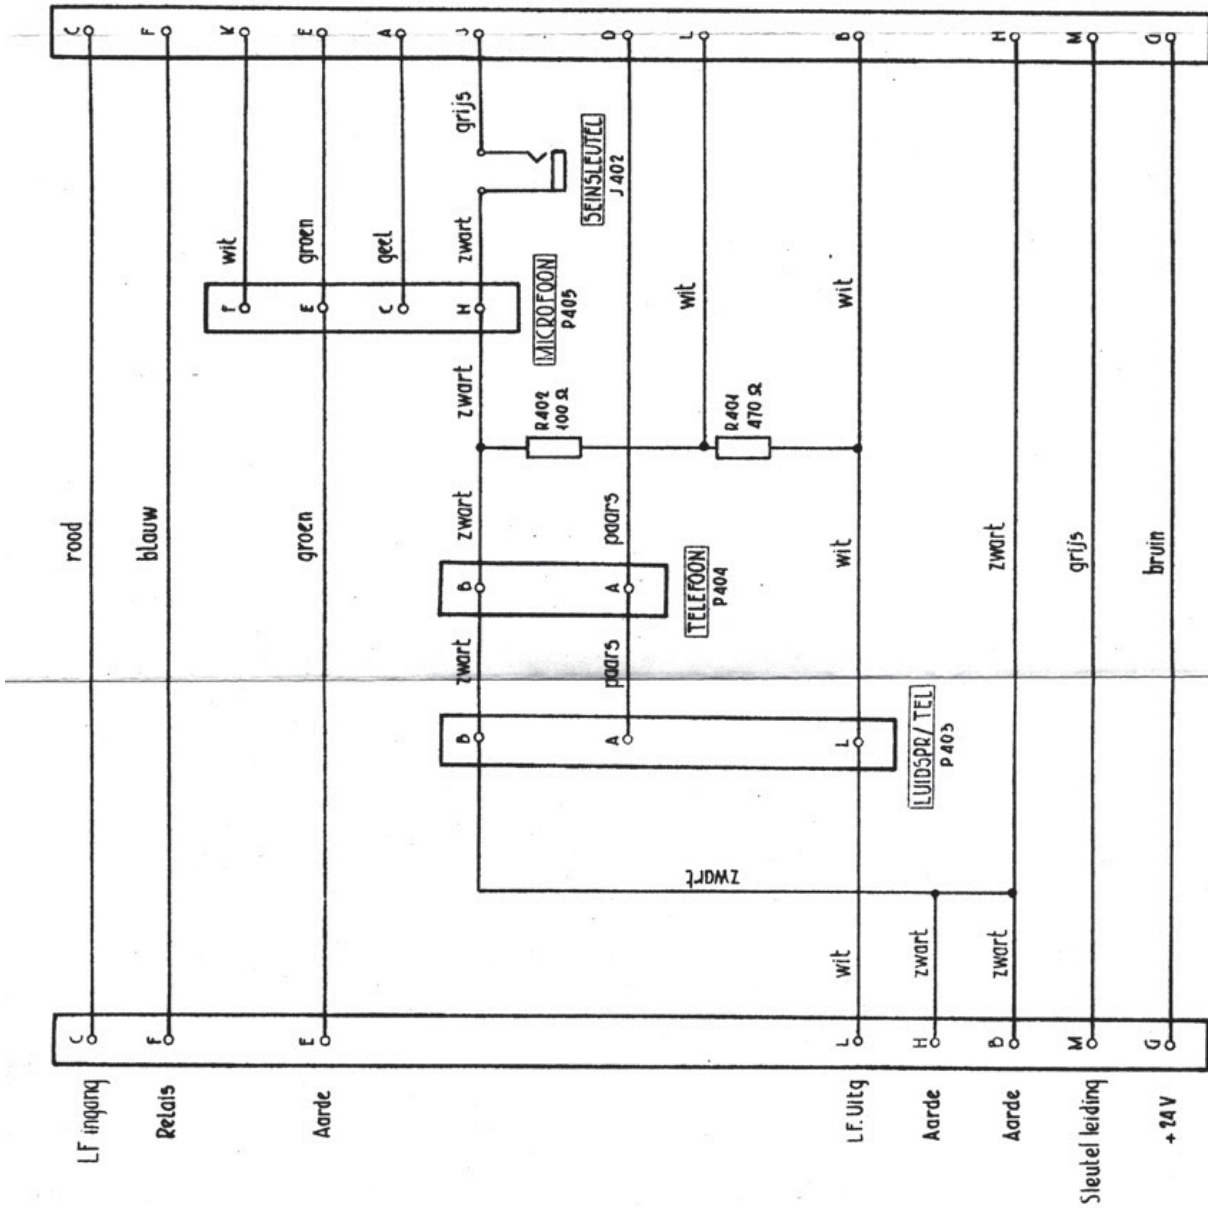 C
F
K
E
A
J
D
L
B
H
M
G
grijs
SEINSLEUTEL
J402
wit
groen
geel
zwart
F
E
C
H
MICROFOON
P405
wit
wit
zwart
R402
100 Ω
R401
470 Ω
rood
blauw
groen
zwart
paars
wit
zwart
grijs
bruin
B
A
TELEFOON
P404
zwart
paars
B
A
L
LUIDSPR/TEL
P403
zwart
wit
zwart
zwart
C
F
E
L
H
B
M
G
LF ingang
Relais
Aarde
L.F. Uitg
Aarde
Aarde
Sleutel leiding
+24V